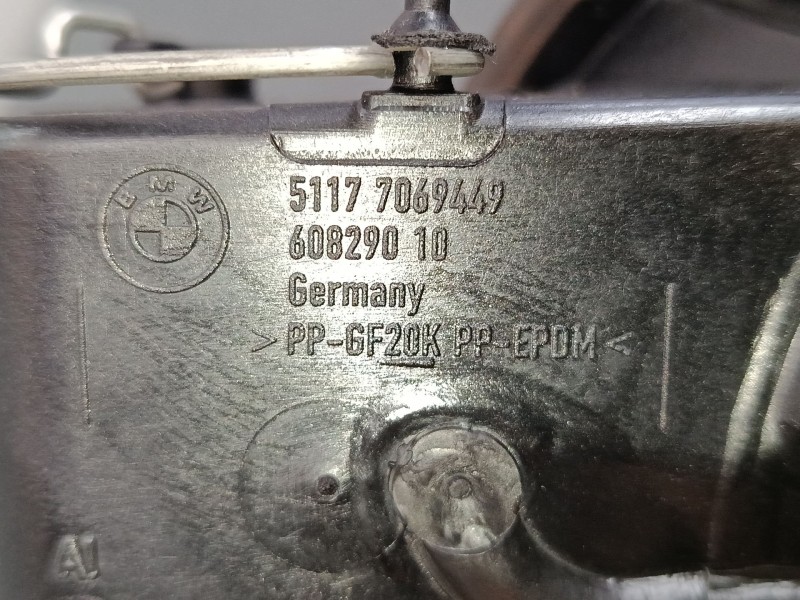 BMW
5117 7069449
608290 10
Germany
>PP-GF20K PP-EPDM<